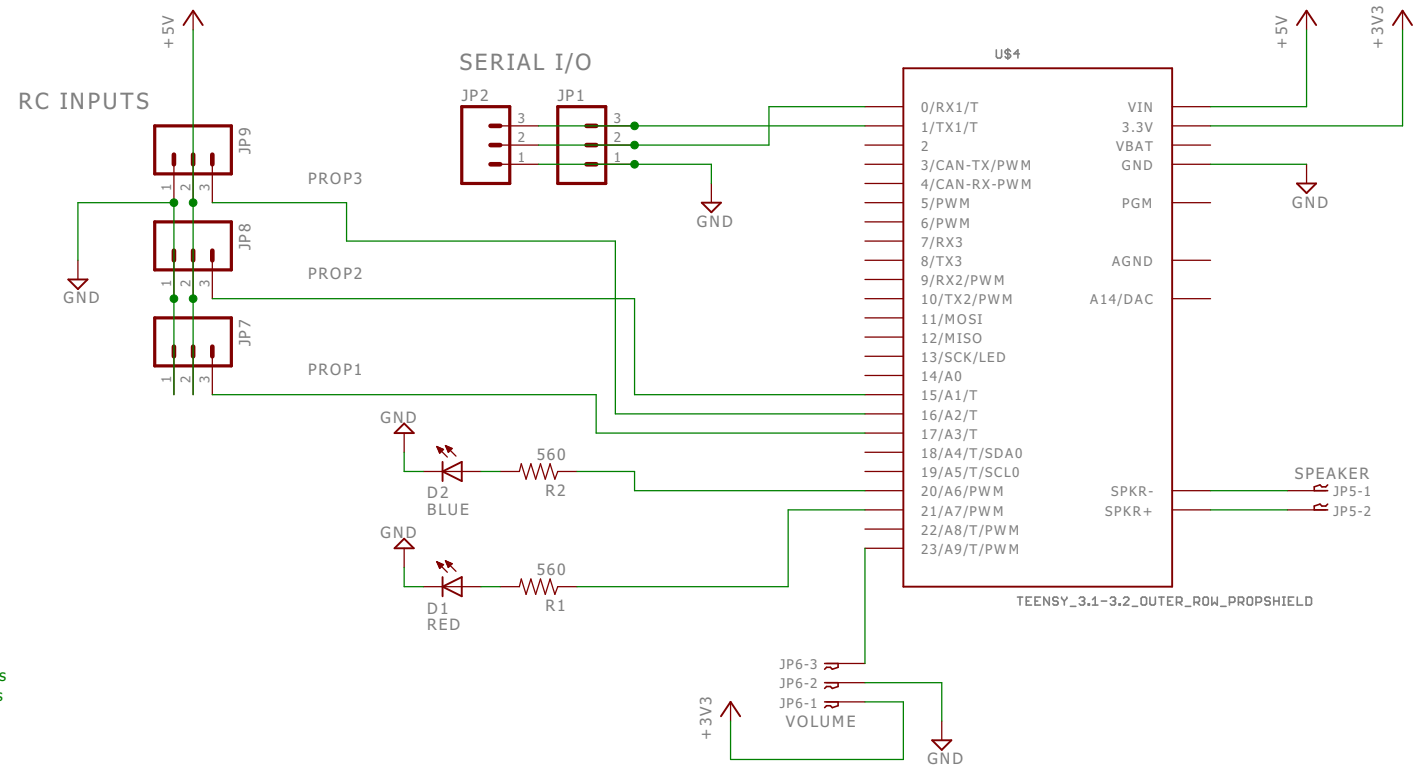 +5V
+5V
+3V3
U$4
SERIAL I/O
RC INPUTS
JP2
JP1
JP9
3
2
1
3
2
1
1
2
3
PROP3
GND
JP8
1
2
3
PROP2
GND
JP7
1
2
3
PROP1
0/RX1/T
1/TX1/T
2
3/CAN-TX/PWM
4/CAN-RX-PWM
5/PWM
6/PWM
7/RX3
8/TX3
9/RX2/PWM
10/TX2/PWM
11/MOSI
12/MISO
13/SCK/LED
14/A0
15/A1/T
16/A2/T
17/A3/T
18/A4/T/SDA0
19/A5/T/SCL0
20/A6/PWM
21/A7/PWM
22/A8/T/PWM
23/A9/T/PWM
VIN
3.3V
VBAT
GND
PGM
AGND
A14/DAC
SPKR-
SPKR+
GND
SPEAKER
JP5-1
JP5-2
TEENSY_3.1-3.2_OUTER_ROW_PROPSHIELD
GND
560
R2
D2
BLUE
GND
560
R1
D1
RED
JP6-3
JP6-2
JP6-1
VOLUME
+3V3
GND
s
s